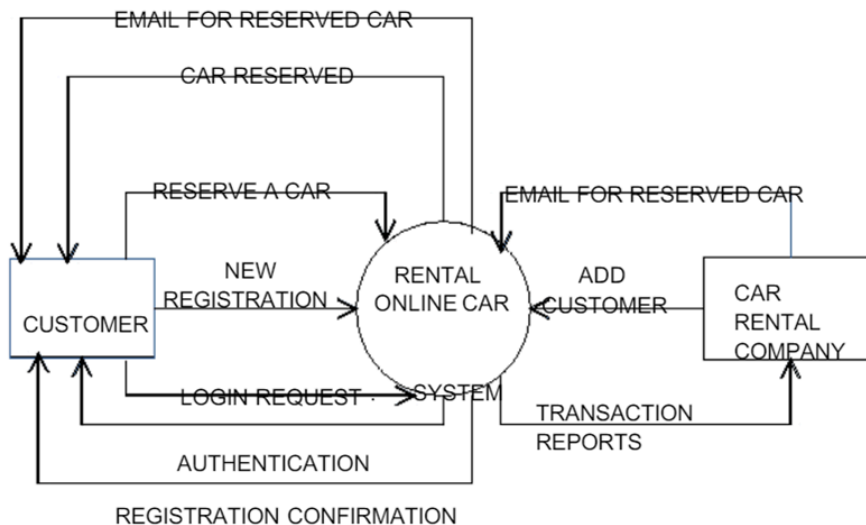 EMAIL FOR RESERVED CAR
CAR RESERVED
RESERVE A CAR
EMAIL FOR RESERVED CAR
NEW
REGISTRATION
RENTAL
ONLINE CAR
SYSTEM
ADD
CUSTOMER
CUSTOMER
CAR
RENTAL
COMPANY
LOGIN REQUEST .
TRANSACTION
REPORTS
AUTHENTICATION
REGISTRATION CONFIRMATION